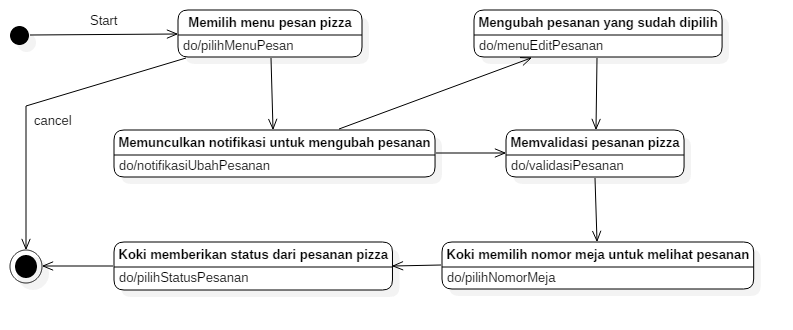 Start
Memilih menu pesan pizza
do/pilihMenuPesan
Mengubah pesanan yang sudah dipilih
do/menuEditPesanan
cancel
Memunculkan notifikasi untuk mengubah pesanan
do/notifikasiUbahPesanan
Memvalidasi pesanan pizza
do/validasiPesanan
Koki memberikan status dari pesanan pizza
do/pilihStatusPesanan
Koki memilih nomor meja untuk melihat pesanan
do/pilihNomorMeja